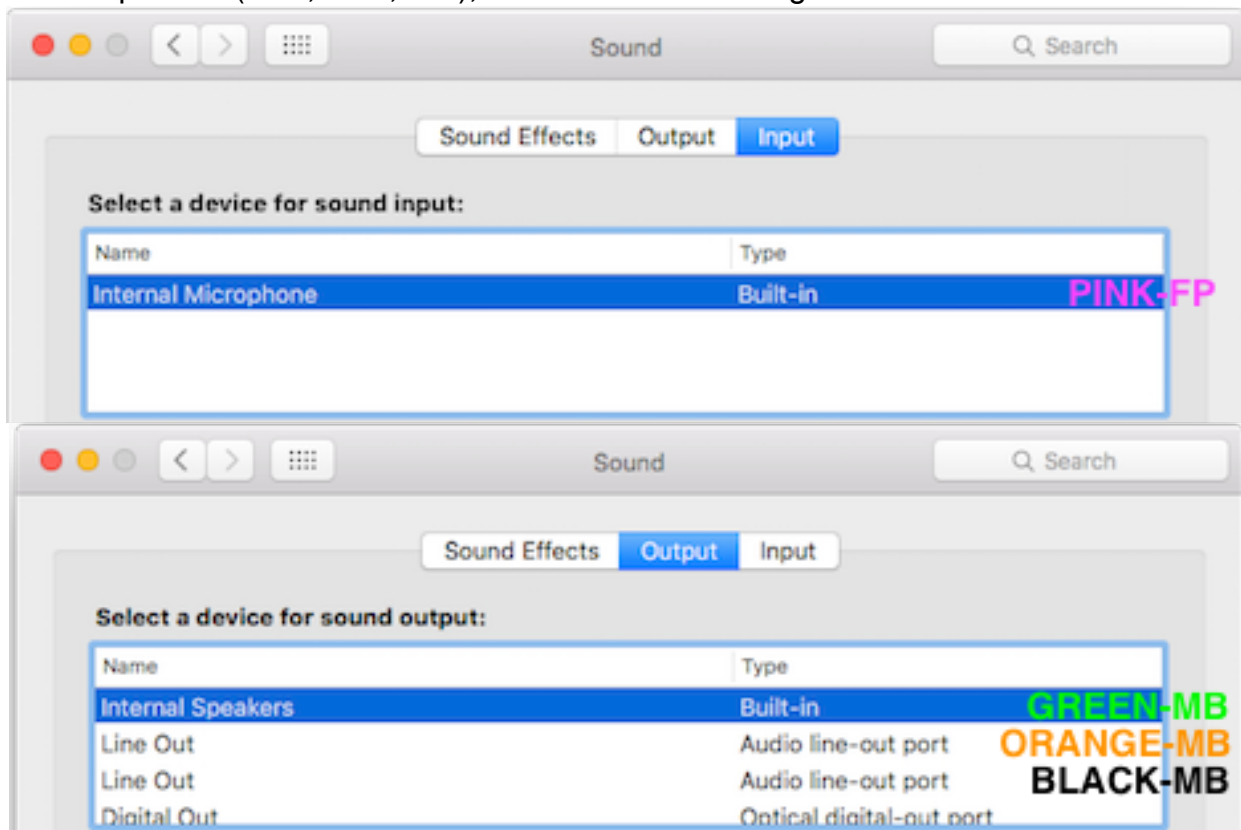 Sound
Search
Sound Effects Output Input
Select a device for sound input:
Name Type
Internal Microphone Built-in PINK-FP
Sound
Search
Sound Effects Output Input
Select a device for sound output:
Name Type
Internal Speakers Built-in GREEN-MB
Line Out Audio line-out port ORANGE-MB
Line Out Audio line-out port BLACK-MB
Digital Out Optical digital-out port